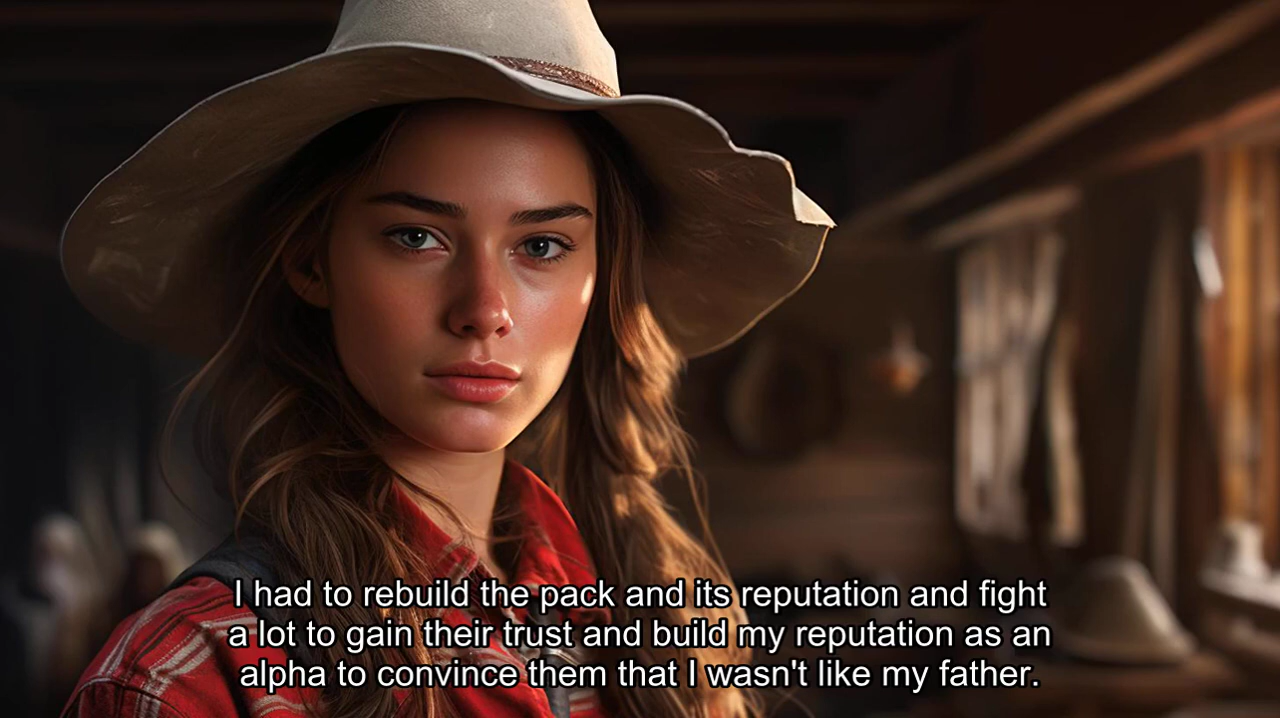 I had to rebuild the pack and its reputation and fight
a lot to gain their trust and build my reputation as an
alpha to convince them that I wasn't like my father.